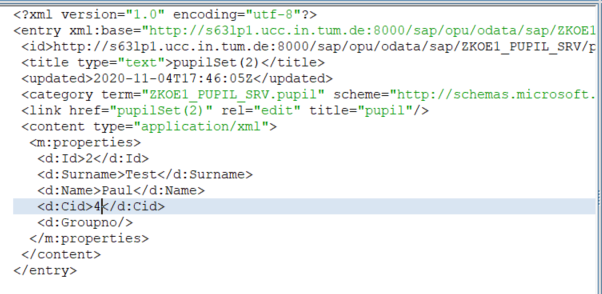 <?xml version="1.0" encoding="utf-8"?>
<entry xml:base="http://s63lp1.ucc.in.tum.de:8000/sap/opu/odata/sap/ZKOE1
<id>http://s63lp1.ucc.in.tum.de:8000/sap/opu/odata/sap/ZKOE1_PUPIL_SRV/p
<title type="text">pupilSet(2)</title>
<updated>2020-11-04T17:46:05Z</updated>
<category term="ZKOE1_PUPIL_SRV.pupil" scheme="http://schemas.microsoft.
<link href="pupilSet(2)" rel="edit" title="pupil"/>
<content type="application/xml">
<m:properties>
<d:Id>2</d:Id>
<d:Surname>Test</d:Surname>
<d:Name>Paul</d:Name>
<d:Cid>4</d:Cid>
<d:Groupno/>
</m:properties>
</content>
</entry>